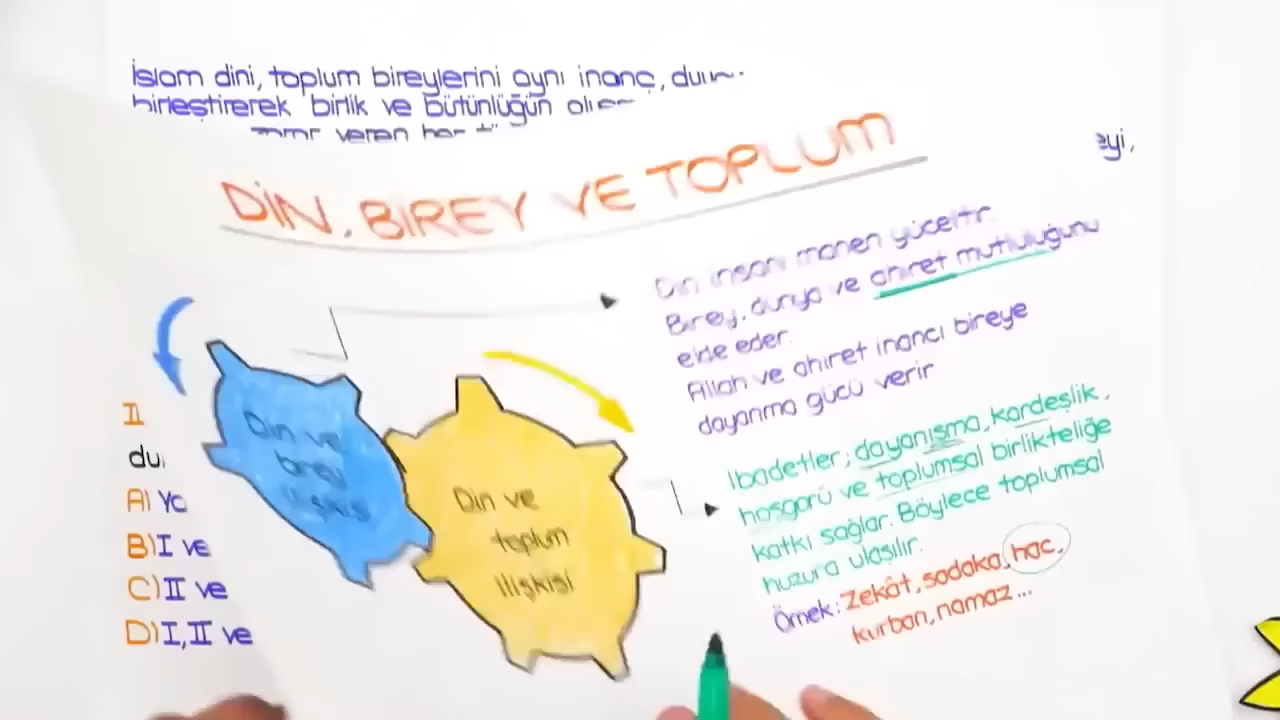 İslam dini, toplum bireylerini aynı inanç,
birleştirerek birlik ve bütünlüğün
veren
DİN, BİREY VE TOPLUM
Din insanı manen yüceltir.
Birey, dünya ve ahiret mutluluğunu
elde eder.
Allah ve ahiret inancı bireye
dayanma gücü verir
Din ve
birey
ilişkisi
Din ve
toplum
ilişkisi
İbadetler; dayanışma, kardeşlik,
hoşgörü ve toplumsal birlikteliğe
katkı sağlar. Böylece toplumsal
huzura ulaşılır.
Örnek: Zekât, sadaka, hac,
kurban, namaz...
II
A)
B) I ve
C) II ve
D) I, II ve